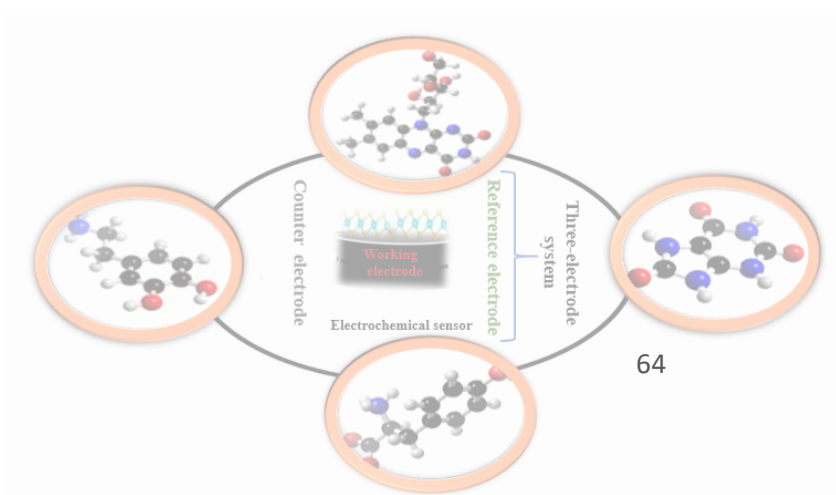 Counter electrode
Working
electrode
Reference electrode
Three-electrode
system
Electrochemical sensor
64